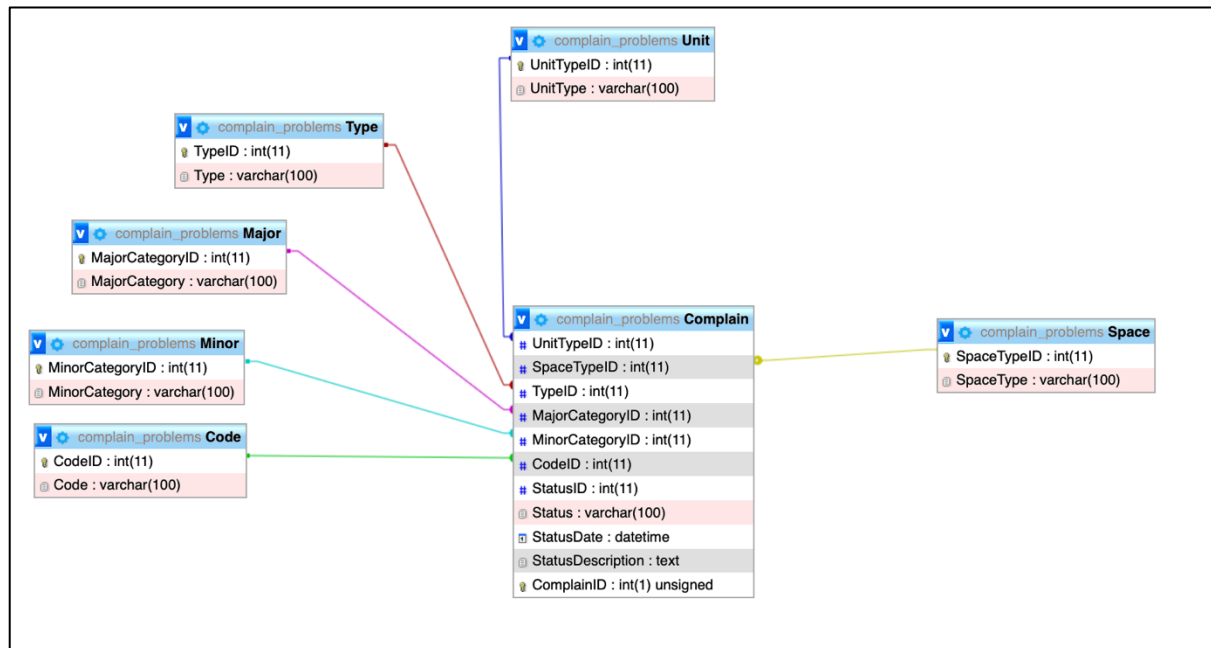 v complain_problems Unit
UnitTypeID : int(11)
UnitType : varchar(100)
v complain_problems Type
TypeID : int(11)
Type : varchar(100)
v complain_problems Major
MajorCategoryID : int(11)
MajorCategory : varchar(100)
v complain_problems Minor
MinorCategoryID : int(11)
MinorCategory : varchar(100)
v complain_problems Code
CodeID : int(11)
Code : varchar(100)
v complain_problems Complain
# UnitTypeID : int(11)
# SpaceTypeID : int(11)
# TypeID : int(11)
# MajorCategoryID : int(11)
# MinorCategoryID : int(11)
# CodeID : int(11)
# StatusID : int(11)
Status : varchar(100)
StatusDate : datetime
StatusDescription : text
ComplainID : int(1) unsigned
v complain_problems Space
SpaceTypeID : int(11)
SpaceType : varchar(100)